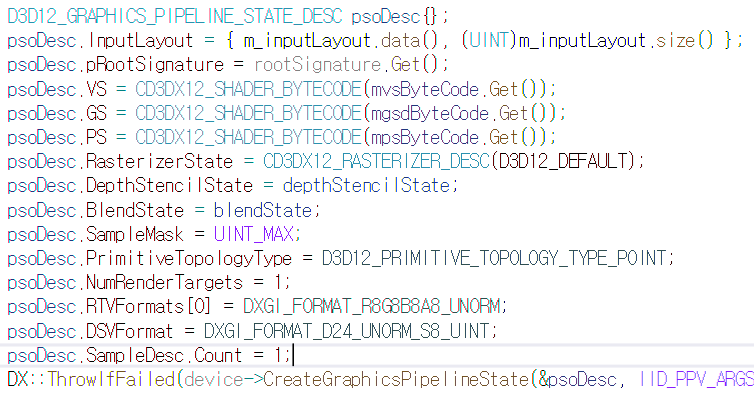 D3D12_GRAPHICS_PIPELINE_STATE_DESC psoDesc{};
psoDesc.InputLayout = { m_inputLayout.data(), (UINT)m_inputLayout.size() };
psoDesc.pRootSignature = rootSignature.Get();
psoDesc.VS = CD3DX12_SHADER_BYTECODE(mvsByteCode.Get());
psoDesc.GS = CD3DX12_SHADER_BYTECODE(mgsdByteCode.Get());
psoDesc.PS = CD3DX12_SHADER_BYTECODE(mpsByteCode.Get());
psoDesc.RasterizerState = CD3DX12_RASTERIZER_DESC(D3D12_DEFAULT);
psoDesc.DepthStencilState = depthStencilState;
psoDesc.BlendState = blendState;
psoDesc.SampleMask = UINT_MAX;
psoDesc.PrimitiveTopologyType = D3D12_PRIMITIVE_TOPOLOGY_TYPE_POINT;
psoDesc.NumRenderTargets = 1;
psoDesc.RTVFormats[0] = DXGI_FORMAT_R8G8B8A8_UNORM;
psoDesc.DSVFormat = DXGI_FORMAT_D24_UNORM_S8_UINT;
psoDesc.SampleDesc.Count = 1;
DX::ThrowIfFailed(device->CreateGraphicsPipelineState(&psoDesc, IID_PPV_ARGS